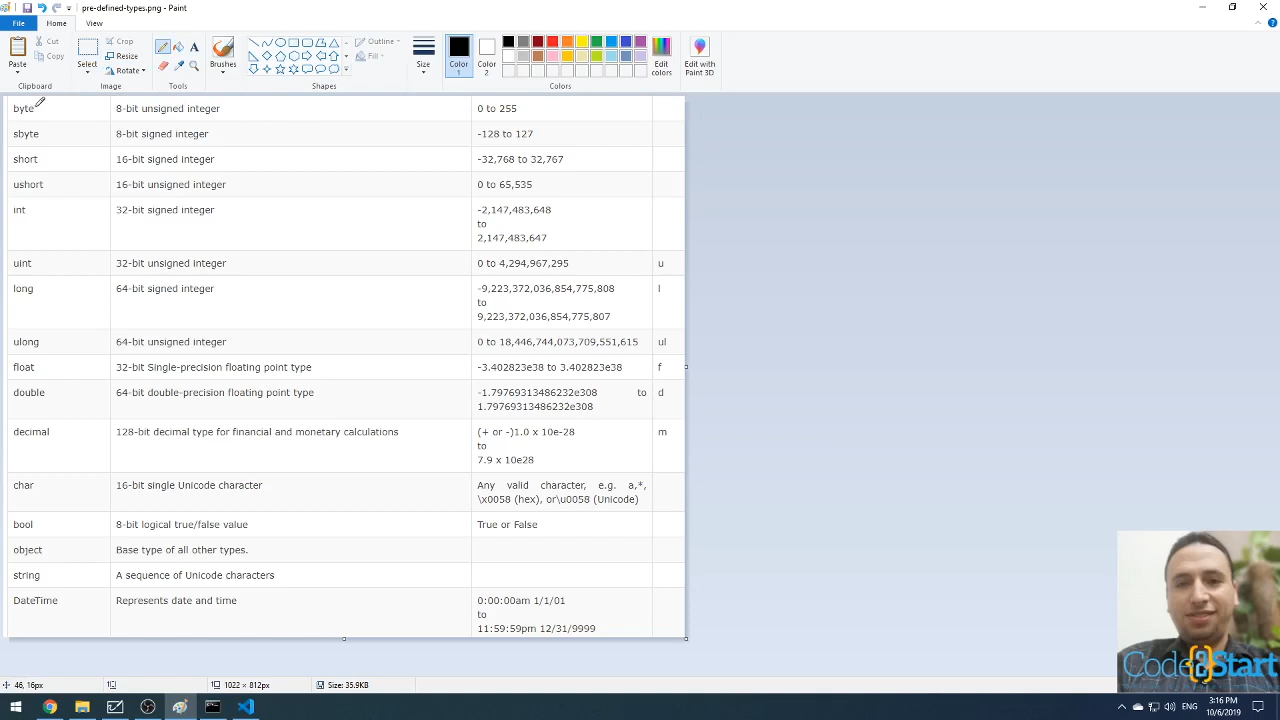 pre-defined-types.png - Paint
File
Home
View
Paste
Cut
Copy
Clipboard
Select
Crop
Resize
Rotate
Image
A
Tools
Brushes
Outline
Fill
Shapes
Size
Color 1
Color 2
Edit colors
Colors
Edit with Paint 3D
byte 8-bit unsigned integer 0 to 255
sbyte 8-bit signed integer -128 to 127
short 16-bit signed integer -32,768 to 32,767
ushort 16-bit unsigned integer 0 to 65,535
int 32-bit signed integer -2,147,483,648
to
2,147,483,647
uint 32-bit unsigned integer 0 to 4,294,967,295 u
long 64-bit signed integer -9,223,372,036,854,775,808 l
to
9,223,372,036,854,775,807
ulong 64-bit unsigned integer 0 to 18,446,744,073,709,551,615 ul
float 32-bit Single-precision floating point type -3.402823e38 to 3.402823e38 f
double 64-bit double-precision floating point type -1.79769313486232e308 to d
1.79769313486232e308
decimal 128-bit decimal type for financial and monetary calculations (+ or -)1.0 x 10e-28 m
to
7.9 x 10e28
char 16-bit single Unicode character Any valid character, e.g. a,*,
\x0058 (hex), or\u0058 (Unicode)
bool 8-bit logical true/false value True or False
object Base type of all other types.
string A sequence of Unicode characters
DateTime Represents date and time 0:00:00am 1/1/01
to
11:59:59pm 12/31/9999
Code{2}Start
46, 16px
1022 × 812px
Size: 35.9KB
ENG
3:16 PM
10/6/2019